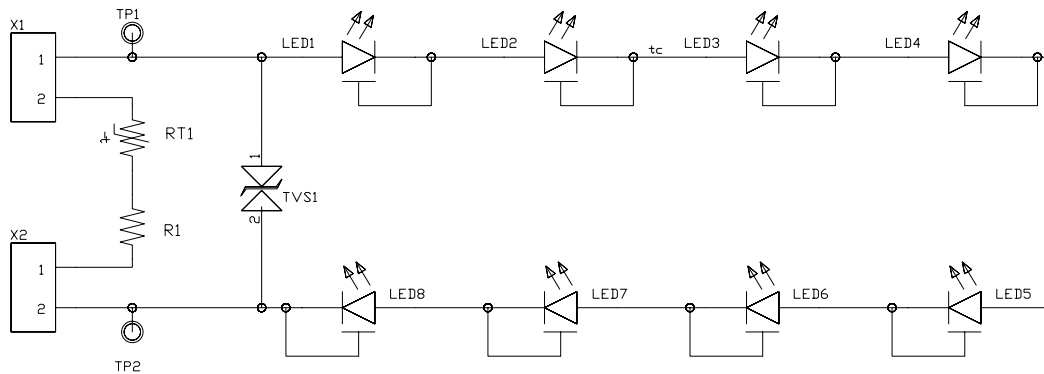 TP1
X1
LED1
LED2
tc
LED3
LED4
1
2
t
RT1
1
TVS1
2
R1
X2
1
2
LED8
LED7
LED6
LED5
TP2